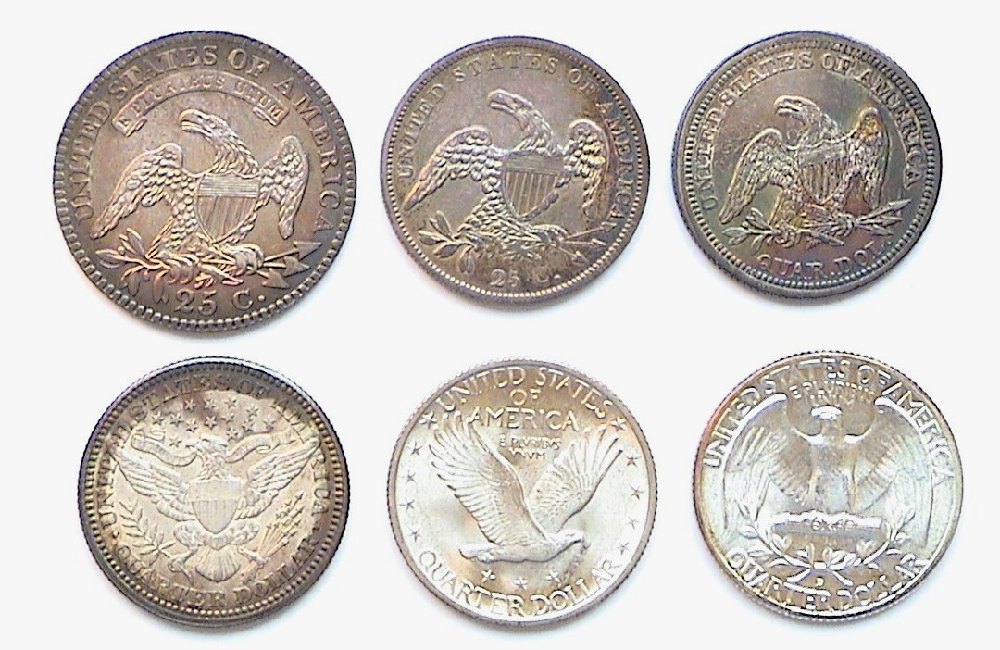 UNITED STATES OF AMERICA
E PLURIBUS UNUM
25 C.
UNITED STATES OF AMERICA
25 C.
UNITED STATES OF AMERICA
QUAR. DOL.
UNITED STATES OF AMERICA
QUARTER DOLLAR
UNITED STATES
OF
AMERICA
E PLURIBUS
UNUM
QUARTER DOLLAR
UNITED STATES OF AMERICA
E PLURIBUS
UNUM
QUARTER DOLLAR